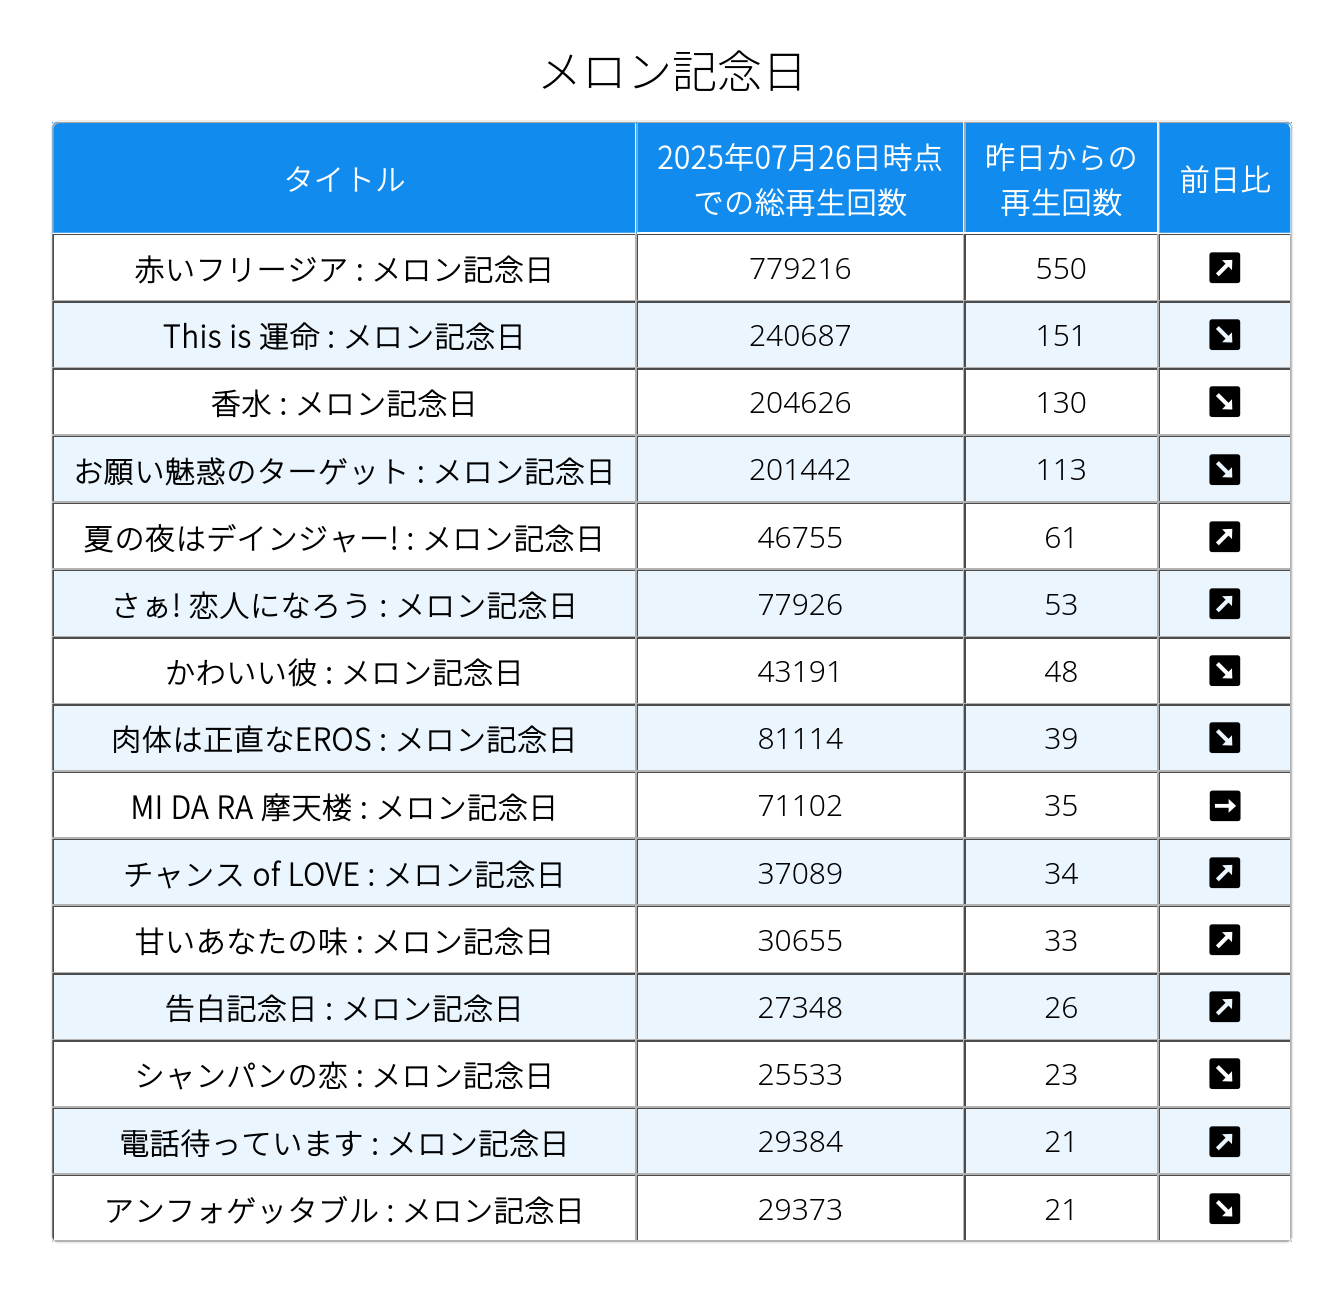 メロン記念日
タイトル 2025年07月26日時点での総再生回数 昨日からの再生回数 前日比
赤いフリージア : メロン記念日 779216 550 ↗
This is 運命 : メロン記念日 240687 151 ↘
香水 : メロン記念日 204626 130 ↘
お願い魅惑のターゲット : メロン記念日 201442 113 ↘
夏の夜はデインジャー! : メロン記念日 46755 61 ↗
さぁ! 恋人になろう : メロン記念日 77926 53 ↗
かわいい彼 : メロン記念日 43191 48 ↘
肉体は正直なEROS : メロン記念日 81114 39 ↘
MI DA RA 摩天楼 : メロン記念日 71102 35 →
チャンス of LOVE : メロン記念日 37089 34 ↗
甘いあなたの味 : メロン記念日 30655 33 ↗
告白記念日 : メロン記念日 27348 26 ↗
シャンパンの恋 : メロン記念日 25533 23 ↘
電話待っています : メロン記念日 29384 21 ↗
アンフォゲッタブル : メロン記念日 29373 21 ↘